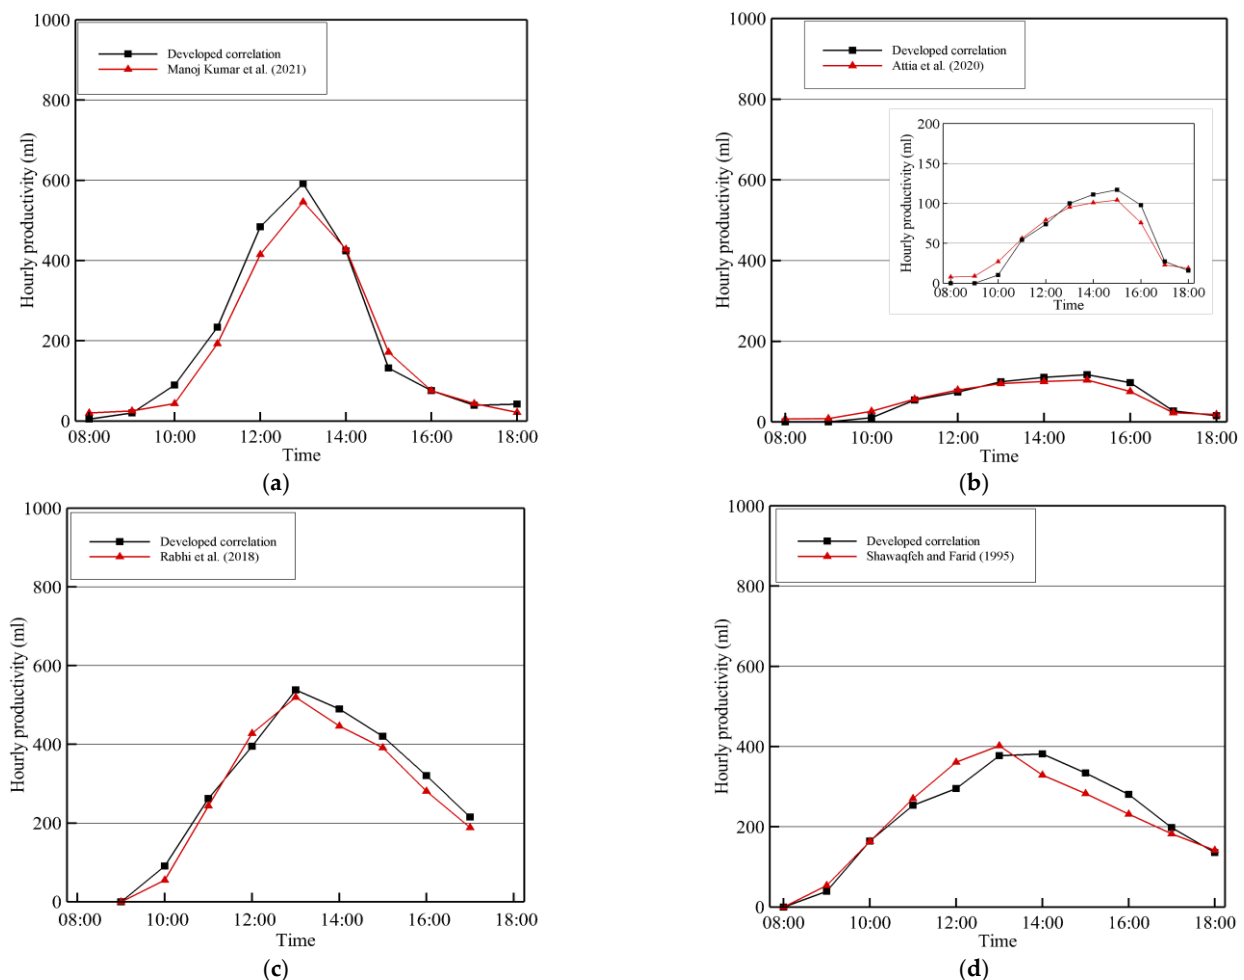 1000
800
600
400
200
0
Hourly productivity (ml)
Developed correlation
Manoj Kumar et al. (2021)
08:00 10:00 12:00 14:00 16:00 18:00
Time
(a)
1000
800
600
400
200
0
Hourly productivity (ml)
Developed correlation
Attia et al. (2020)
200
150
100
50
0
Hourly productivity (ml)
08:00 10:00 12:00 14:00 16:00 18:00
Time
08:00 10:00 12:00 14:00 16:00 18:00
Time
(b)
1000
800
600
400
200
0
Hourly productivity (ml)
Developed correlation
Rabhi et al. (2018)
08:00 10:00 12:00 14:00 16:00 18:00
Time
(c)
1000
800
600
400
200
0
Hourly productivity (ml)
Developed correlation
Shawaqfeh and Farid (1995)
08:00 10:00 12:00 14:00 16:00 18:00
Time
(d)